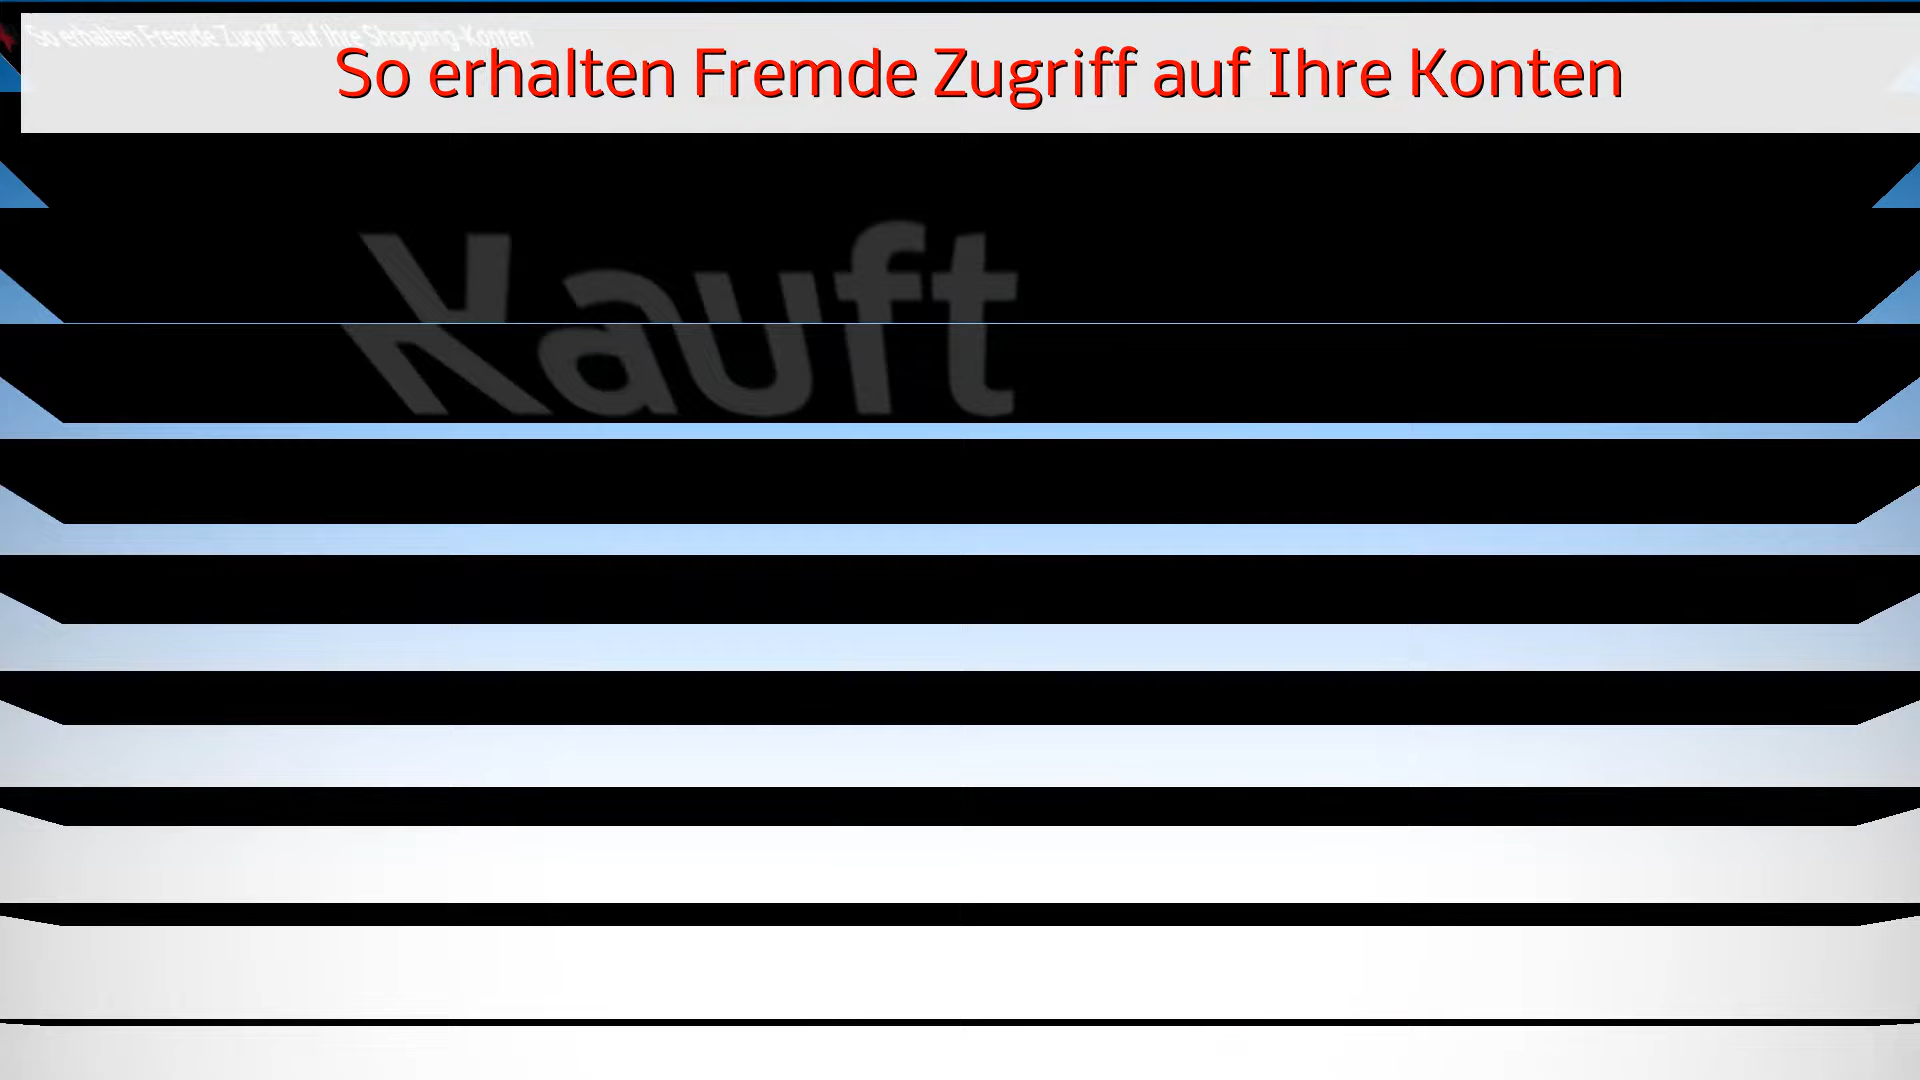 So erhalten Fremde Zugriff auf Ihre Shopping-Konten
So erhalten Fremde Zugriff auf Ihre Konten
Kauft